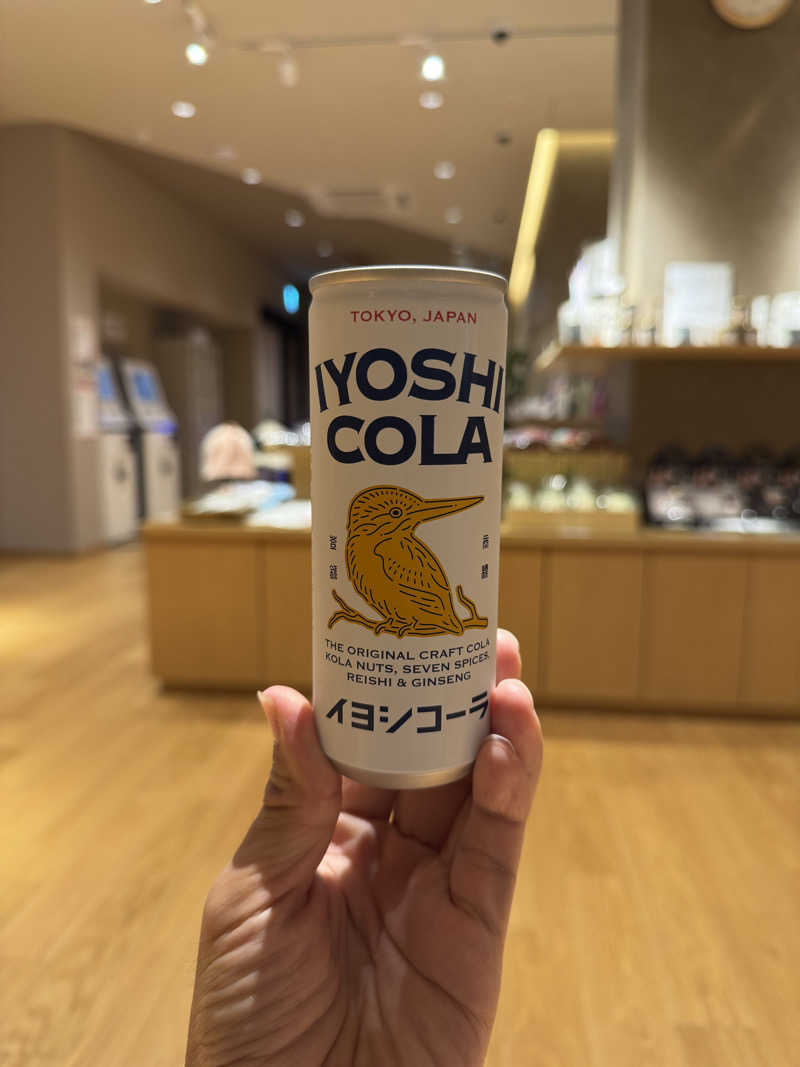 TOKYO, JAPAN
IYOSHI
COLA
THE ORIGINAL CRAFT COLA
KOLA NUTS, SEVEN SPICES,
REISHI & GINSENG
イヨシコーラ